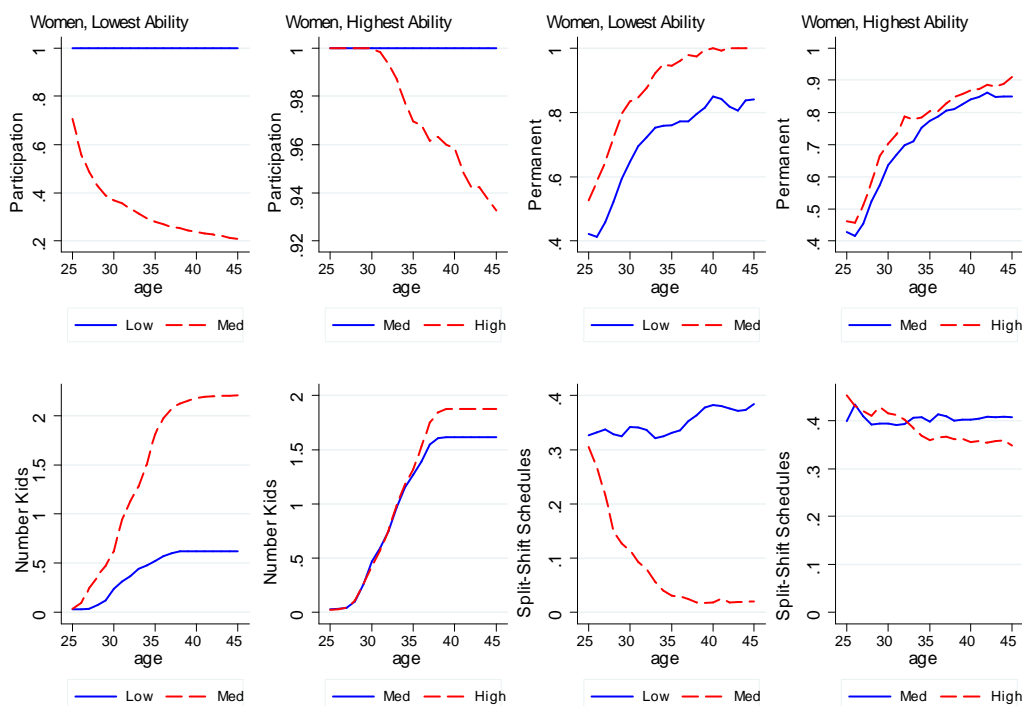 Women, Lowest Ability
Participation
1
.8
.6
.4
.2
25 30 35 40 45
age
Low Med
Women, Highest Ability
Participation
1
.98
.96
.94
.92
25 30 35 40 45
age
Med High
Women, Lowest Ability
Permanent
1
.8
.6
.4
25 30 35 40 45
age
Low Med
Women, Highest Ability
Permanent
1
.9
.8
.7
.6
.5
.4
25 30 35 40 45
age
Med High
Number Kids
2
1.5
1
.5
0
25 30 35 40 45
age
Low Med
Number Kids
2
1.5
1
.5
0
25 30 35 40 45
age
Med High
Split-Shift Schedules
.4
.3
.2
.1
0
25 30 35 40 45
age
Low Med
Split-Shift Schedules
.5
.4
.3
.2
.1
0
25 30 35 40 45
age
Med High